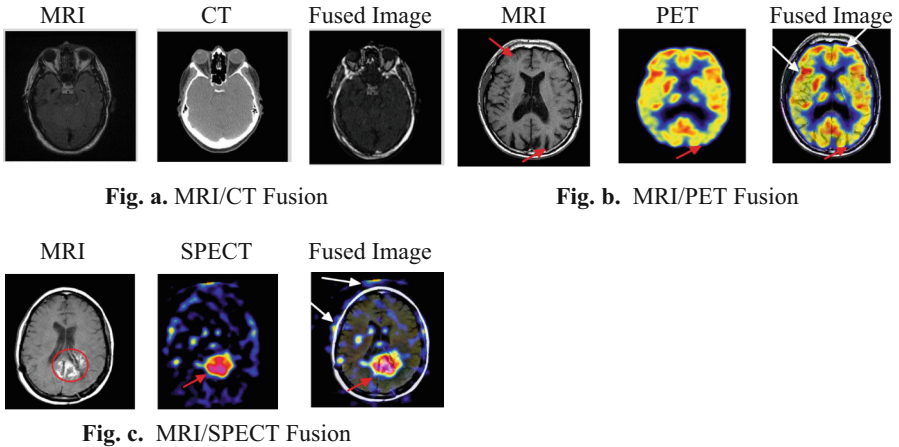 MRI CT Fused Image MRI PET Fused Image
Fig. a. MRI/CT Fusion
Fig. b. MRI/PET Fusion
MRI SPECT Fused Image
Fig. c. MRI/SPECT Fusion